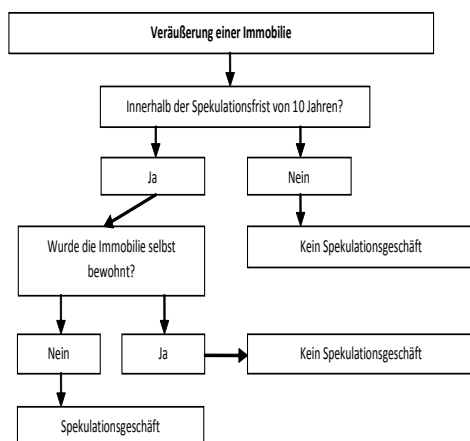 Veräußerung einer Immobilie
Innerhalb der Spekulationsfrist von 10 Jahren?
Ja
Nein
Wurde die Immobilie selbst
bewohnt?
Kein Spekulationsgeschäft
Nein
Ja
Kein Spekulationsgeschäft
Spekulationsgeschäft